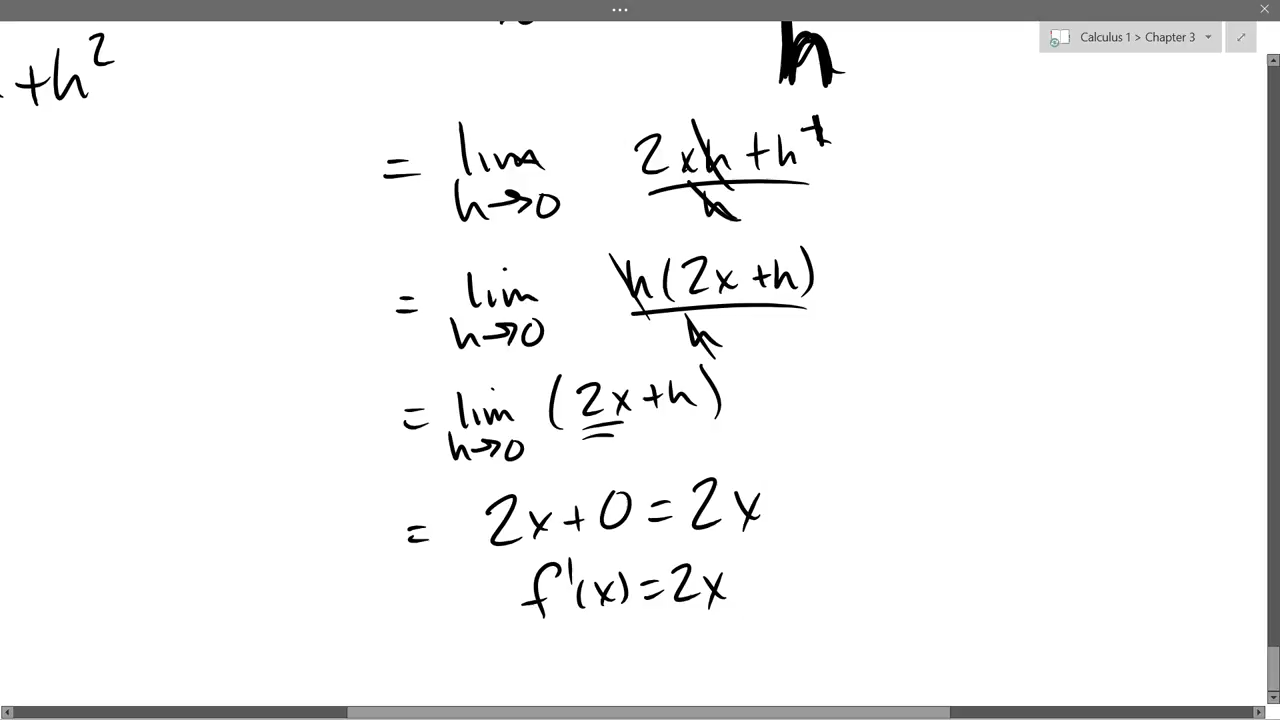 Calculus 1 > Chapter 3
+h²
h
= lim h→0 2xh+h² / h
= lim h→0 h(2x+h) / h
= lim h→0 (2x+h)
= 2x+0=2x
f'(x)=2x